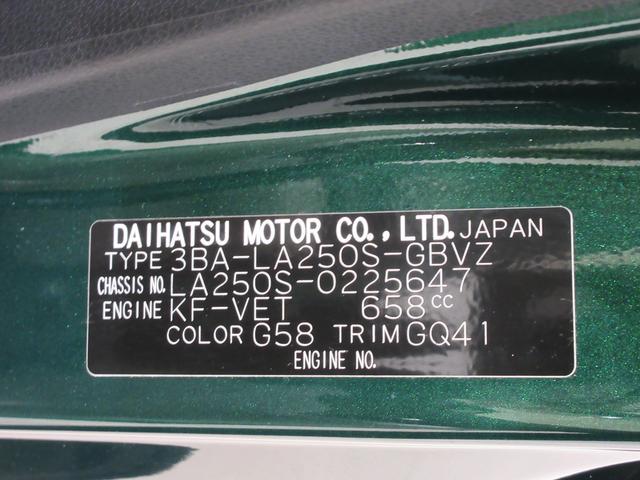 DAIHATSU MOTOR CO., LTD. JAPAN
TYPE 3BA-LA250S-GBVZ
CHASSIS NO. LA250S-0225647
ENGINE KF-VET 658CC
COLOR G58 TRIM GQ41
ENGINE NO.